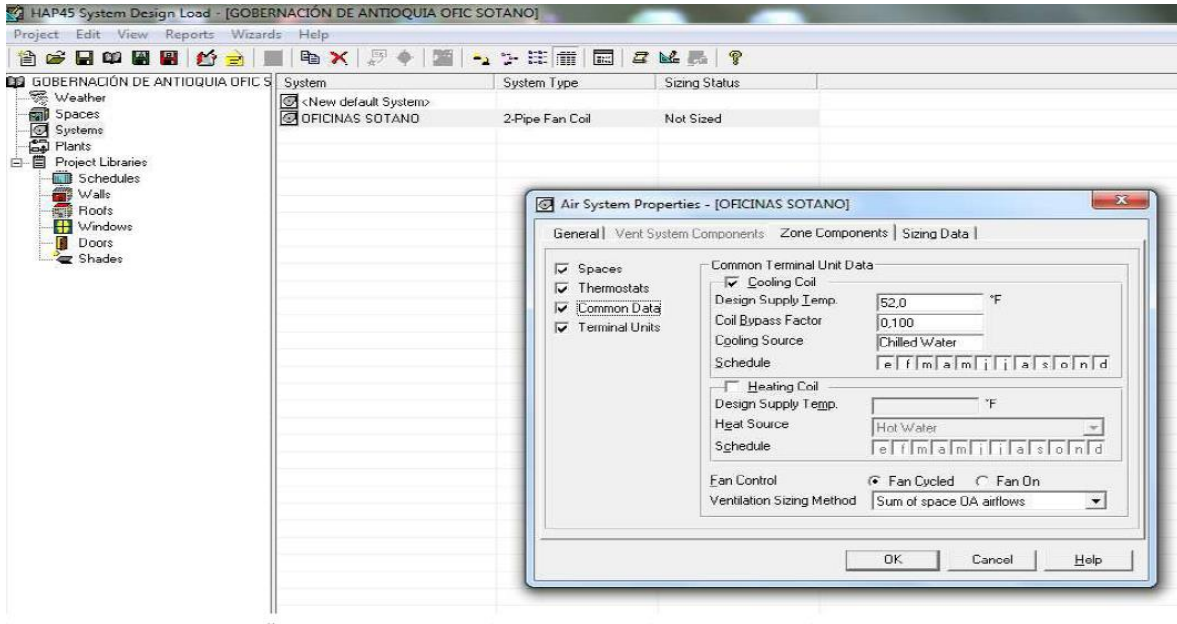 HAP45 System Design Load - [GOBERNACIÓN DE ANTIOQUIA OFIC SOTANO]
Project Edit View Reports Wizards Help
GOBERNACIÓN DE ANTIOQUIA OFIC S
Weather
Spaces
Systems
Plants
Project Libraries
Schedules
Walls
Roofs
Windows
Doors
Shades
System System Type Sizing Status
<New default System>
OFICINAS SOTANO 2-Pipe Fan Coil Not Sized
Air System Properties - [OFICINAS SOTANO]
General Vent System Components Zone Components Sizing Data
Spaces
Thermostats
Common Data
Terminal Units
Common Terminal Unit Data
Cooling Coil
Design Supply Temp. 52,0 °F
Coil Bypass Factor 0,100
Cooling Source Chilled Water
Schedule e f m a m j j a s o n d
Heating Coil
Design Supply Temp. °F
Heat Source Hot Water
Schedule e f m a m j j a s o n d
Fan Control Fan Cycled Fan On
Ventilation Sizing Method Sum of space OA airflows
OK Cancel Help